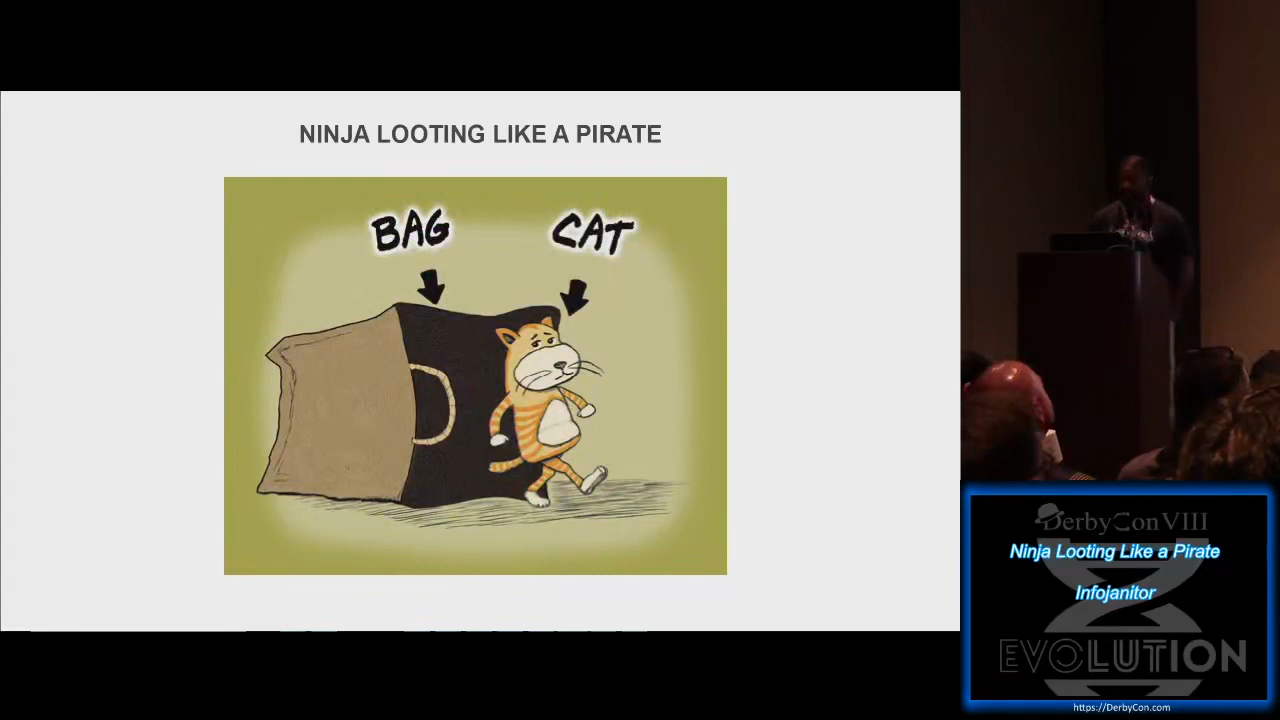 NINJA LOOTING LIKE A PIRATE
BAG
CAT
DerbyCon VIII
Ninja Looting Like a Pirate
Infojanitor
EVOLUTION
https://DerbyCon.com